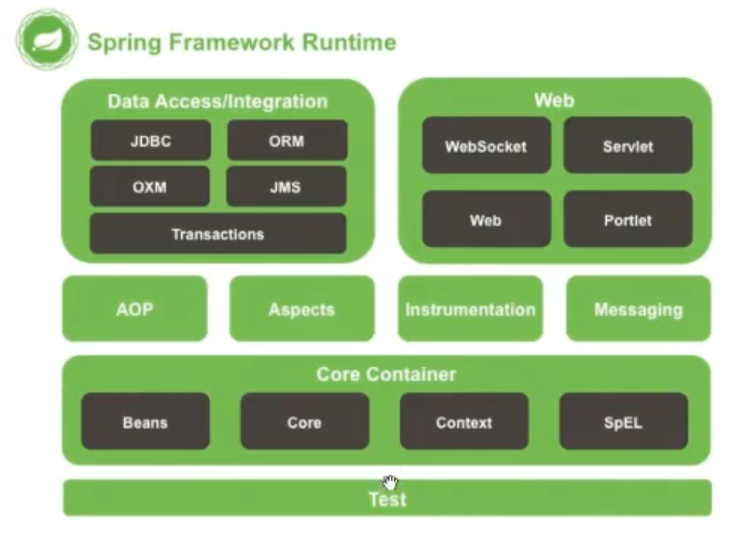 Spring Framework Runtime
Data Access/Integration
JDBC
ORM
OXM
JMS
Transactions
Web
WebSocket
Servlet
Web
Portlet
AOP
Aspects
Instrumentation
Messaging
Core Container
Beans
Core
Context
SpEL
Test